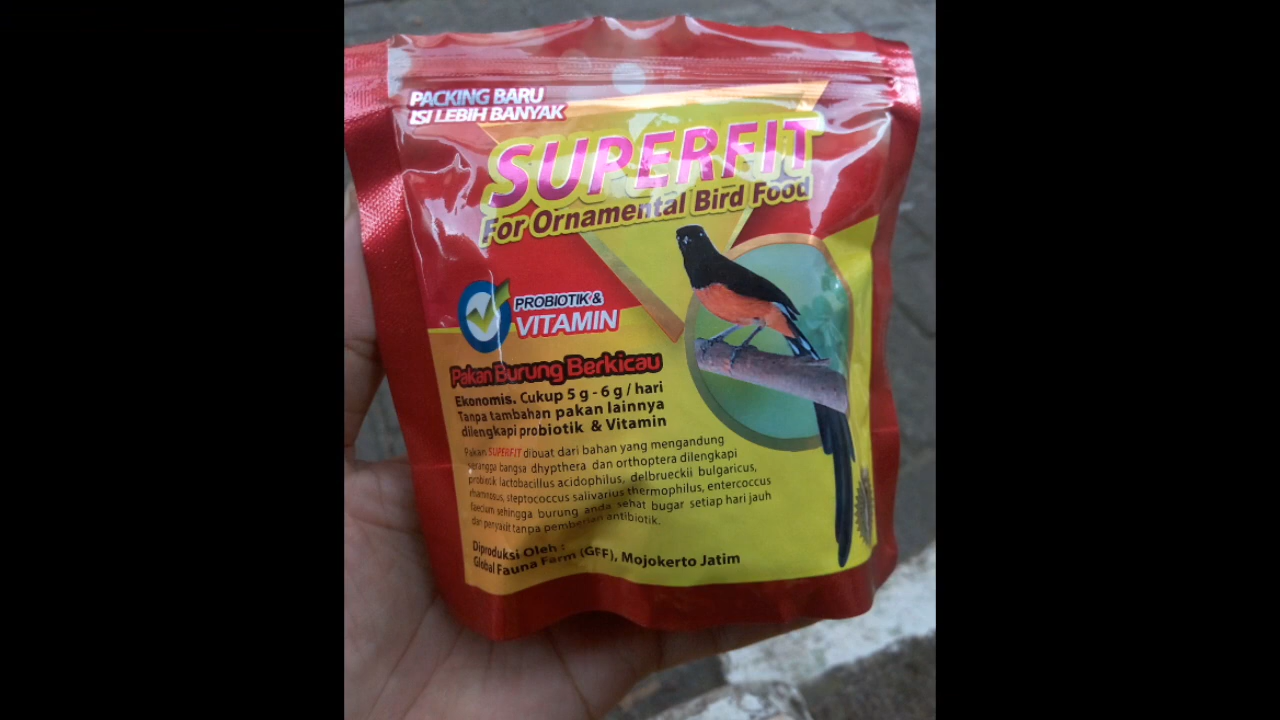 PACKING BARU
ISI LEBIH BANYAK
SUPERFIT
For Ornamental Bird Food
PROBIOTIK &
VITAMIN
Pakan Burung Berkicau
Ekonomis. Cukup 5 g - 6 g / hari
Tanpa tambahan pakan lainnya
dilengkapi probiotik & Vitamin
Pakan SUPERFIT dibuat dari bahan yang mengandung
serangga bangsa dhypthera dan orthoptera dilengkapi
probiotik lactobacillus acidophilus, delbrueckii bulgaricus,
rhamnosus, steptococcus salivarius thermophilus, entercoccus
faecium sehingga burung anda sehat bugar setiap hari jauh
dari penyakit tanpa pemberian antibiotik.
Diproduksi Oleh :
Global Fauna Farm (GFF), Mojokerto Jatim